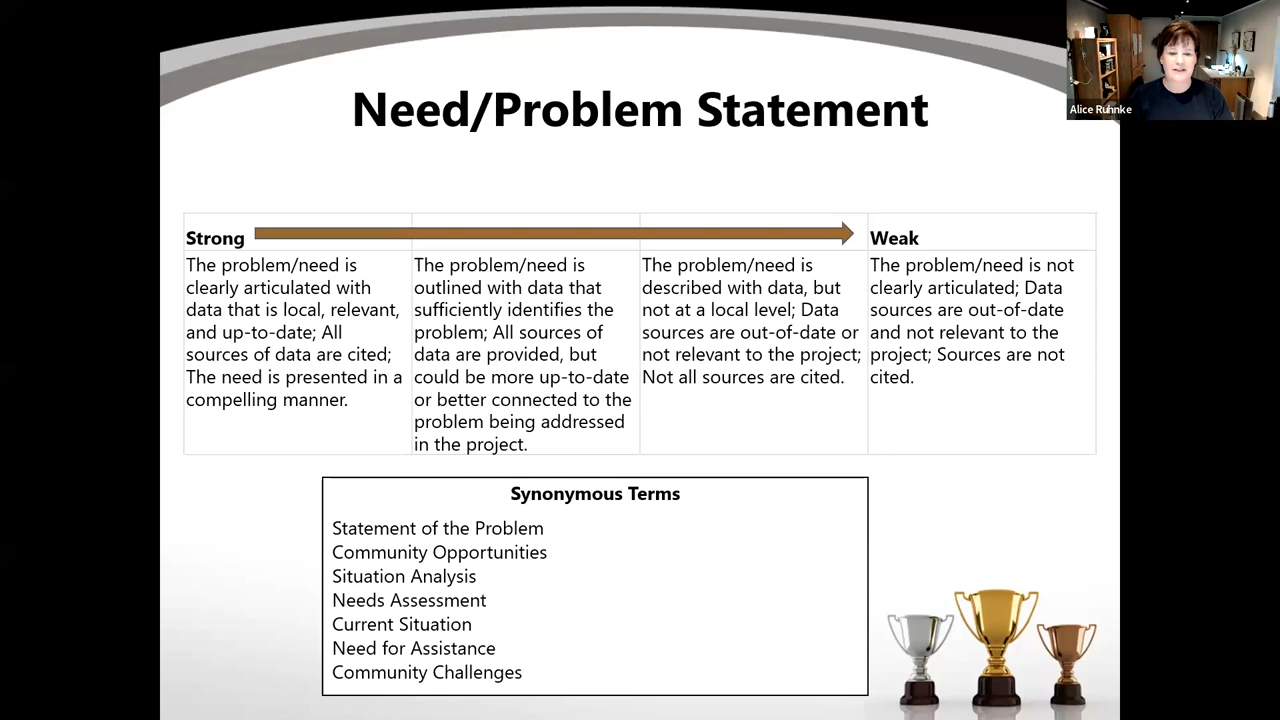 Need/Problem Statement
Alice Ruhnke
Strong
Weak
The problem/need is
clearly articulated with
data that is local, relevant,
and up-to-date; All
sources of data are cited;
The need is presented in a
compelling manner.
The problem/need is
outlined with data that
sufficiently identifies the
problem; All sources of
data are provided, but
could be more up-to-date
or better connected to the
problem being addressed
in the project.
The problem/need is
described with data, but
not at a local level; Data
sources are out-of-date or
not relevant to the project;
Not all sources are cited.
The problem/need is not
clearly articulated; Data
sources are out-of-date
and not relevant to the
project; Sources are not
cited.
Synonymous Terms
Statement of the Problem
Community Opportunities
Situation Analysis
Needs Assessment
Current Situation
Need for Assistance
Community Challenges